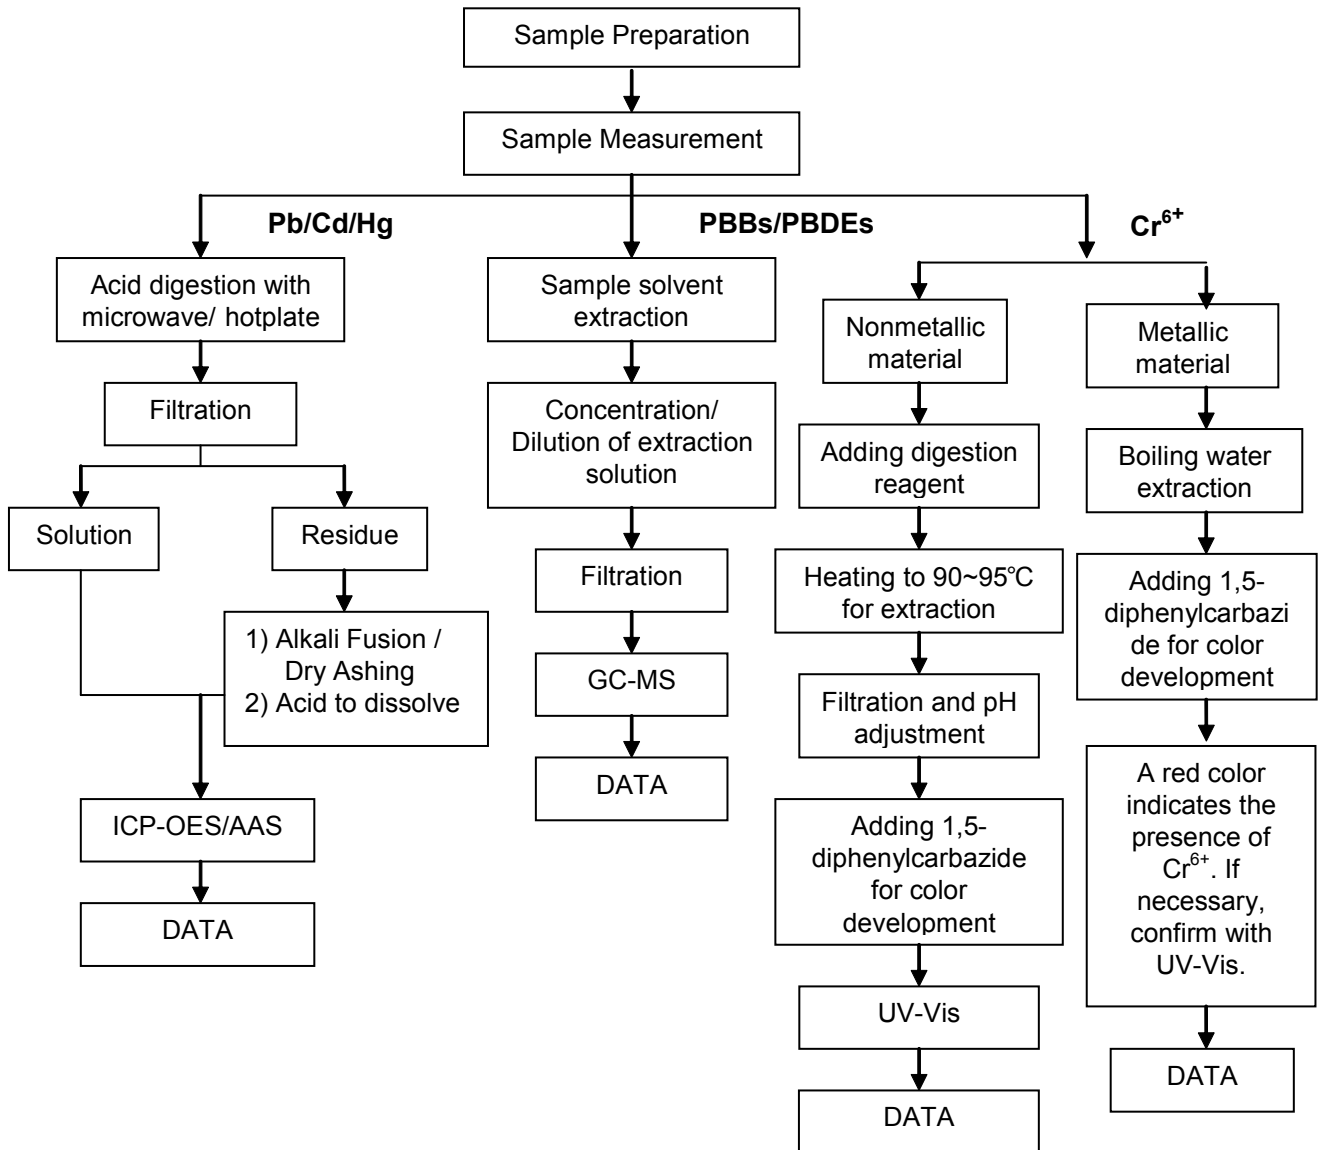 Sample Preparation
Sample Measurement
Pb/Cd/Hg
Acid digestion with
microwave/ hotplate
Filtration
Solution
Residue
1) Alkali Fusion /
Dry Ashing
2) Acid to dissolve
ICP-OES/AAS
DATA
PBBs/PBDEs
Sample solvent
extraction
Concentration/
Dilution of extraction
solution
Filtration
GC-MS
DATA
Cr⁶⁺
Nonmetallic
material
Adding digestion
reagent
Heating to 90~95℃
for extraction
Filtration and pH
adjustment
Adding 1,5-
diphenylcarbazide
for color
development
UV-Vis
DATA
Metallic
material
Boiling water
extraction
Adding 1,5-
diphenylcarbazi
de for color
development
A red color
indicates the
presence of
Cr⁶⁺. If
necessary,
confirm with
UV-Vis.
DATA